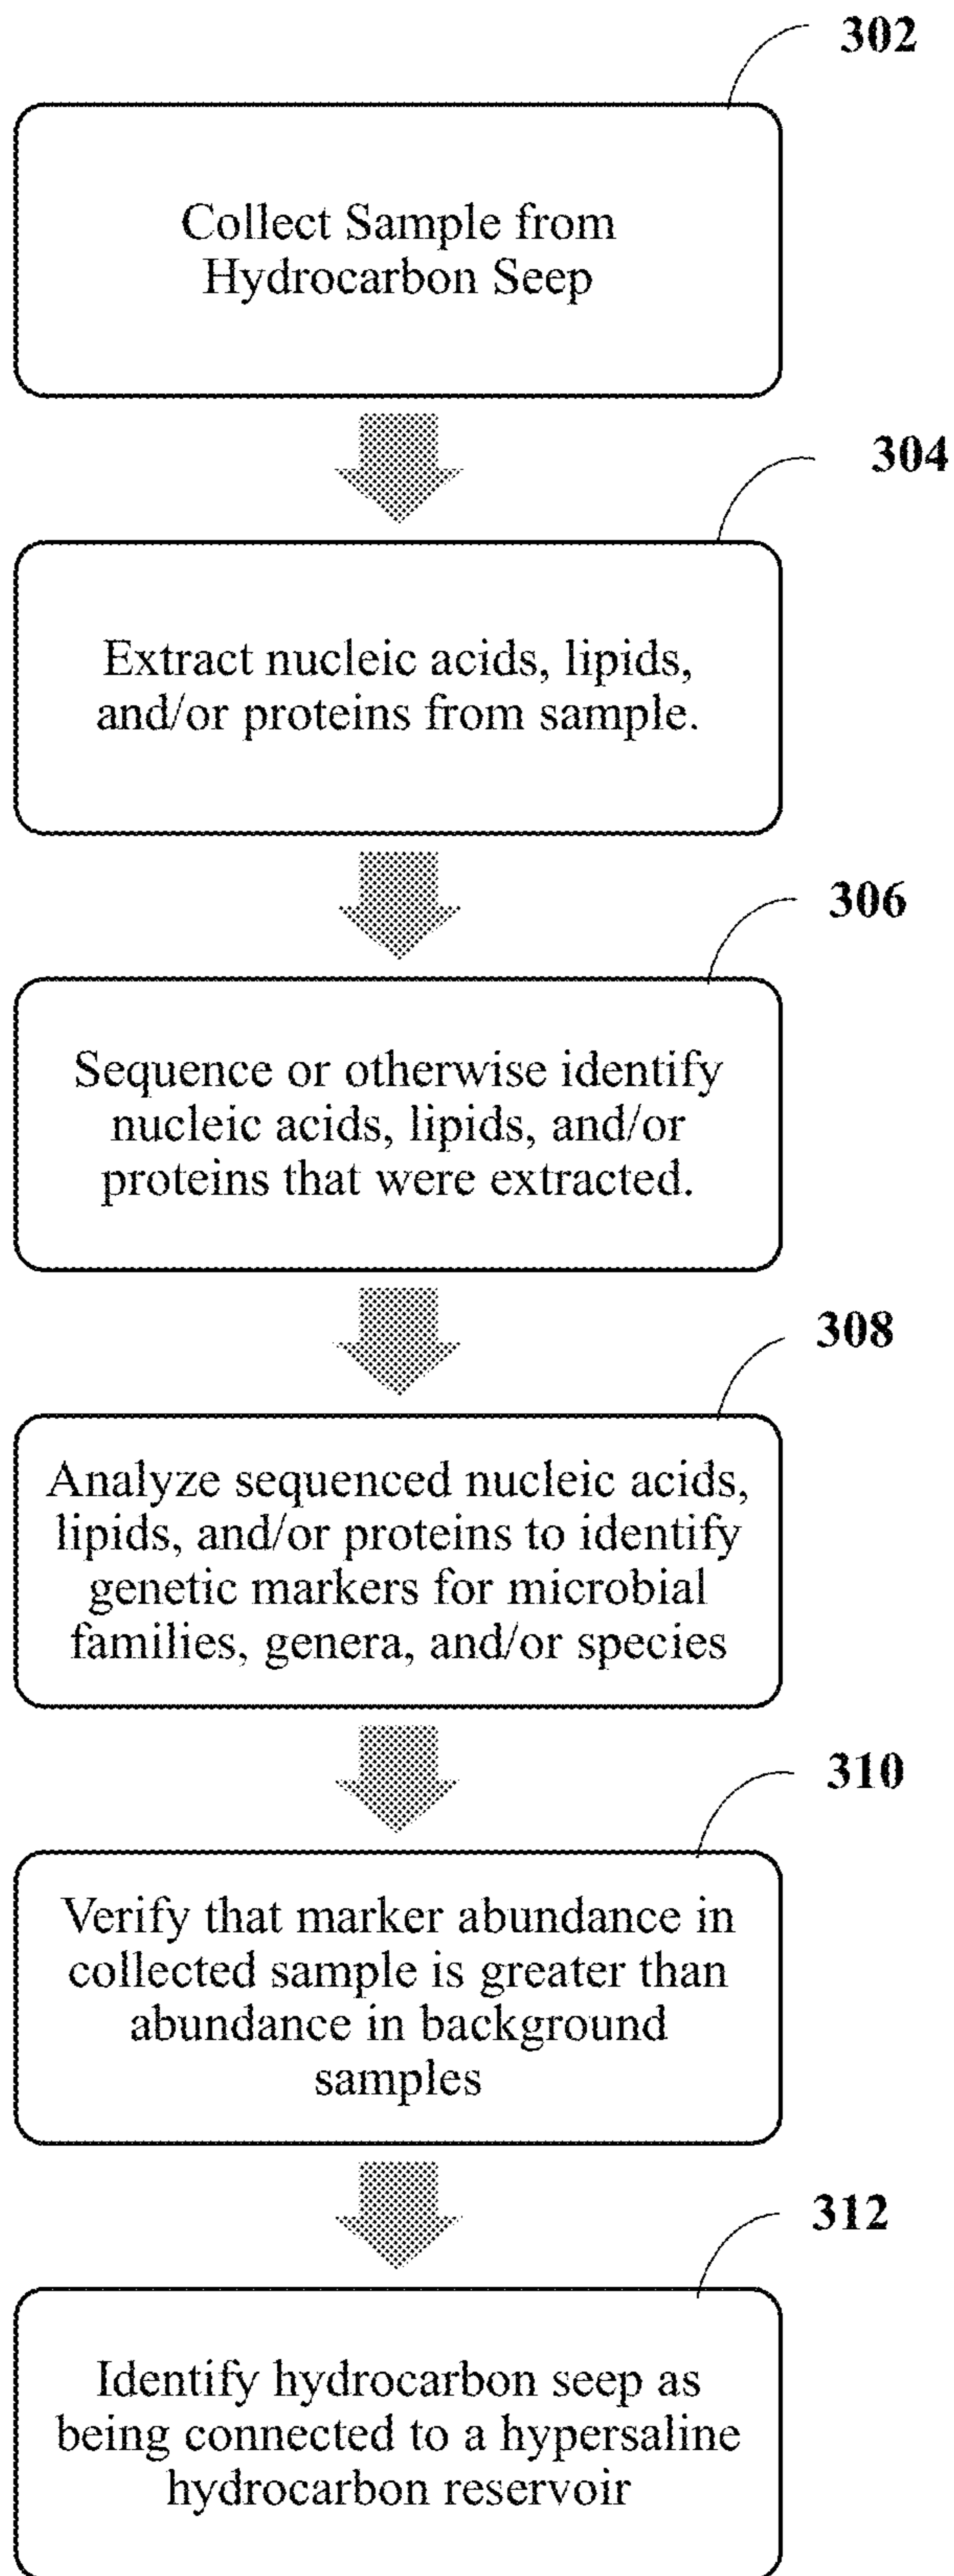 302
Collect Sample from
Hydrocarbon Seep
304
Extract nucleic acids, lipids,
and/or proteins from sample.
306
Sequence or otherwise identify
nucleic acids, lipids, and/or
proteins that were extracted.
308
Analyze sequenced nucleic acids,
lipids, and/or proteins to identify
genetic markers for microbial
families, genera, and/or species
310
Verify that marker abundance in
collected sample is greater than
abundance in background
samples
312
Identify hydrocarbon seep as
being connected to a hypersaline
hydrocarbon reservoir